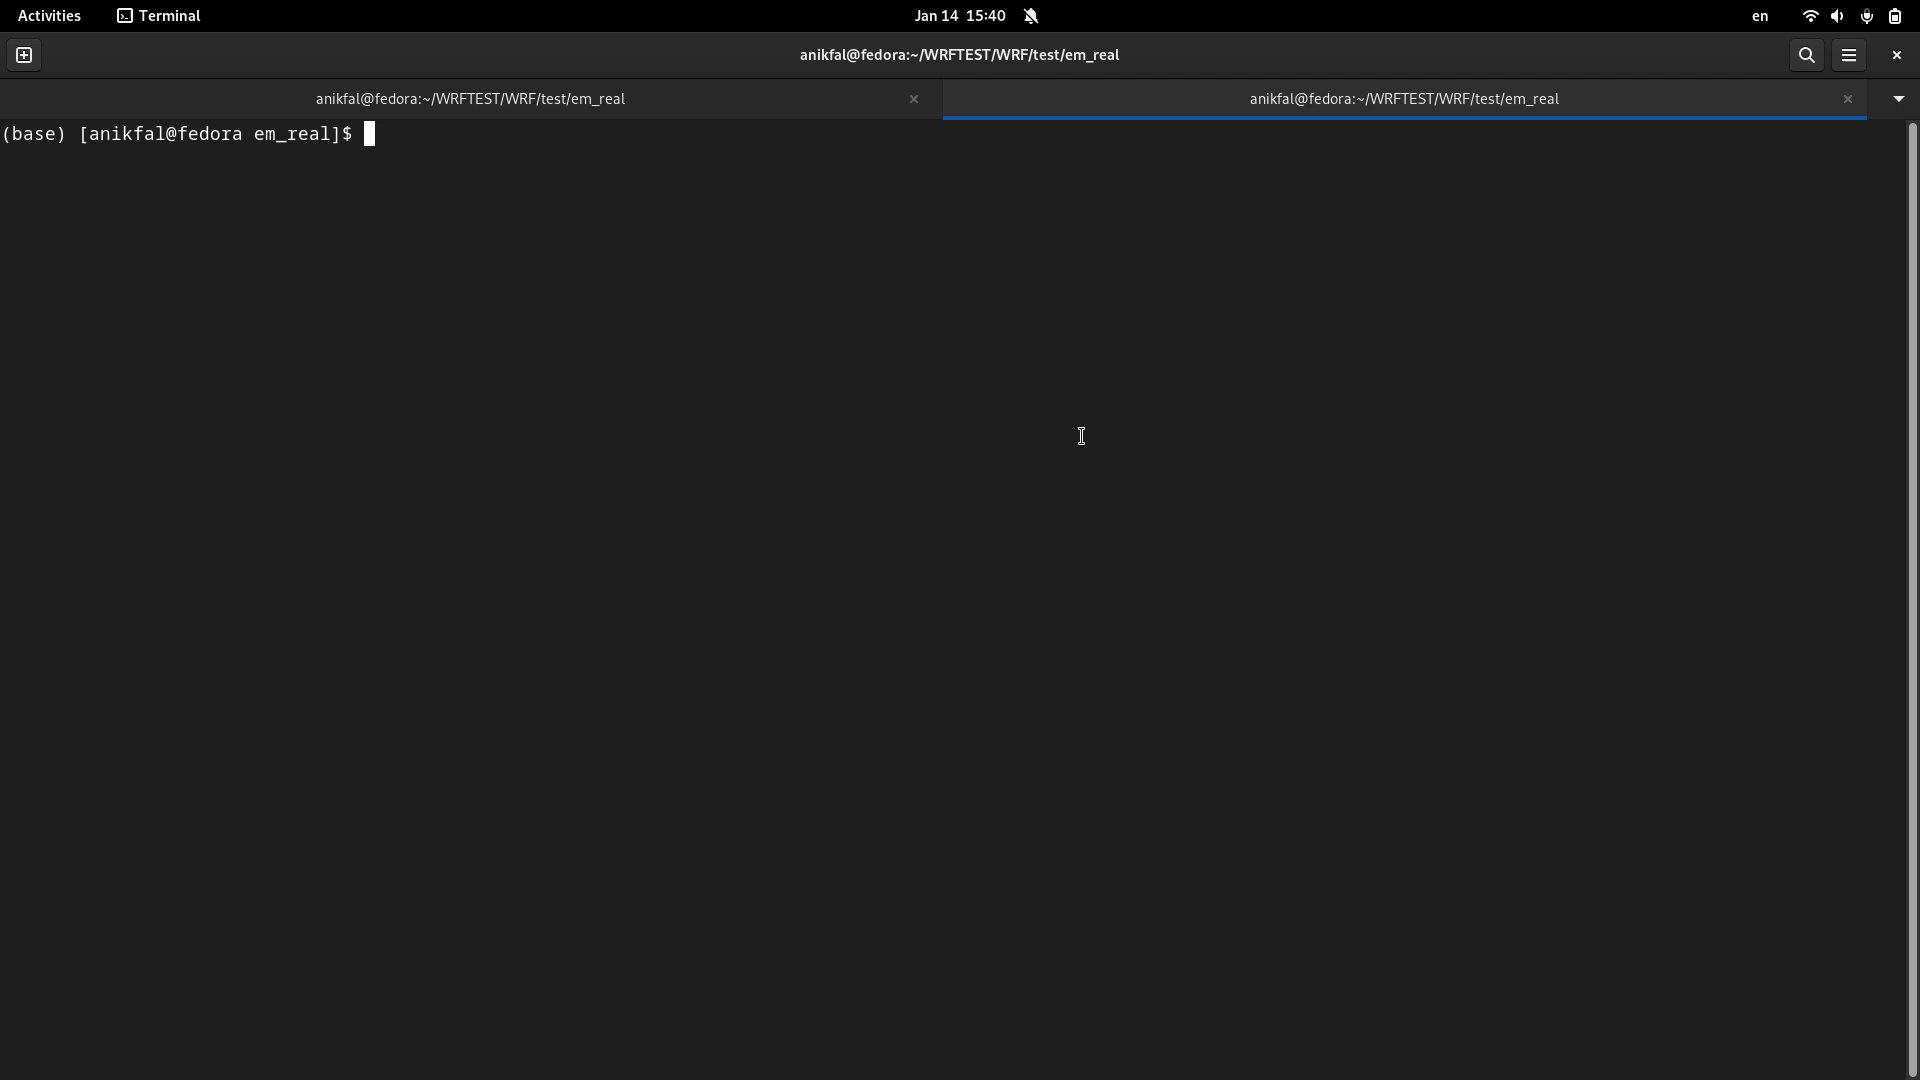 Activities Terminal Jan 14 15:40 en
anikfal@fedora:~/WRFTEST/WRF/test/em_real
anikfal@fedora:~/WRFTEST/WRF/test/em_real anikfal@fedora:~/WRFTEST/WRF/test/em_real
(base) [anikfal@fedora em_real]$